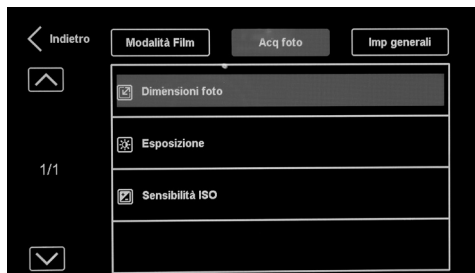 Indietro
Modalità Film
Acq foto
Imp generali
Dimensioni foto
Esposizione
1/1
Sensibilità ISO